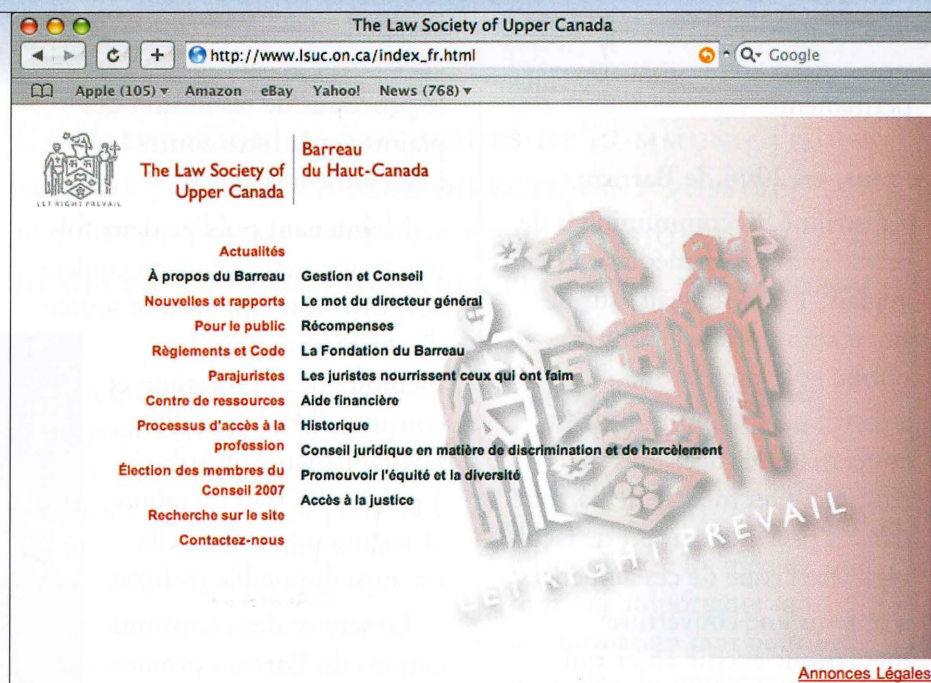 The Law Society of Upper Canada
http://www.lsuc.on.ca/index_fr.html
Google
Apple (105) Amazon eBay Yahoo! News (768)
LET RIGHT PREVAIL
The Law Society of
Upper Canada
Barreau
du Haut-Canada
Actualités
À propos du Barreau
Nouvelles et rapports
Pour le public
Règlements et Code
Parajuristes
Centre de ressources
Processus d'accès à la
profession
Élection des membres du
Conseil 2007
Recherche sur le site
Contactez-nous
Gestion et Conseil
Le mot du directeur général
Récompenses
La Fondation du Barreau
Les juristes nourrissent ceux qui ont faim
Aide financière
Historique
Conseil juridique en matière de discrimination et de harcèlement
Promouvoir l'équité et la diversité
Accès à la justice
LET RIGHT PREVAIL
Annonces Légales